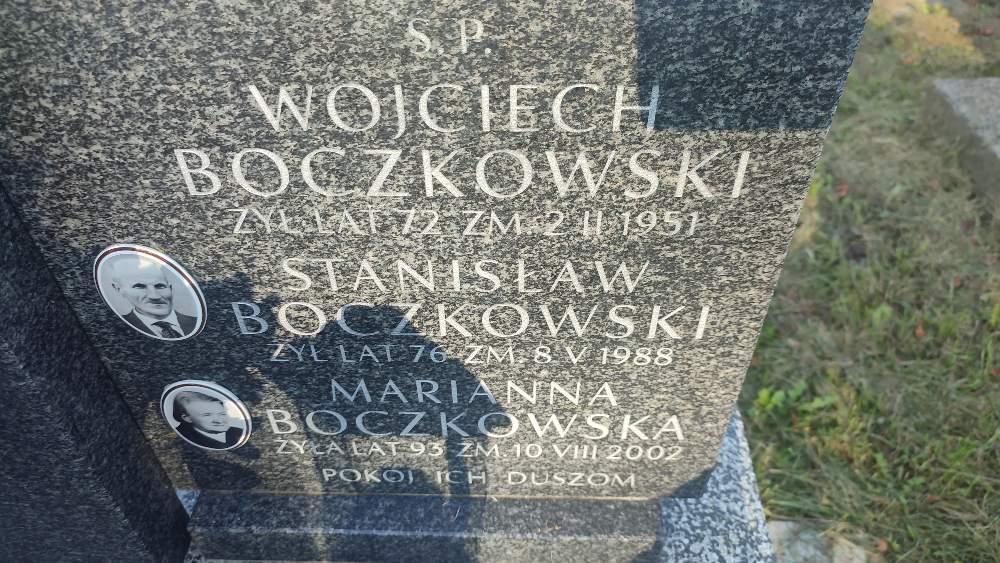 Ś.P.
WOJCIECH
BOCZKOWSKI
ŻYŁ LAT 72 ZM. 2 II 1951
STANISŁAW
BOCZKOWSKI
ŻYŁ LAT 76 ZM. 8 V 1988
MARIANNA
BOCZKOWSKA
ŻYŁA LAT 93 ZM. 10 VIII 2002
POKÓJ ICH DUSZOM